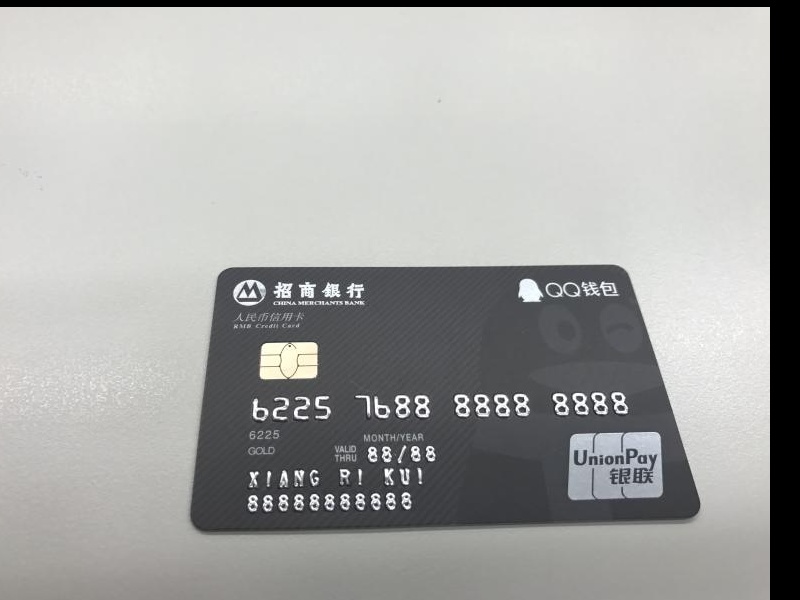 招商银行
CHINA MERCHANTS BANK
QQ钱包
人民币信用卡
RMB Credit Card
6225 7688 8888 8888
6225
MONTH/YEAR
GOLD
VALID THRU 88/88
XIANG RI KUI
88888888888
UnionPay
银联